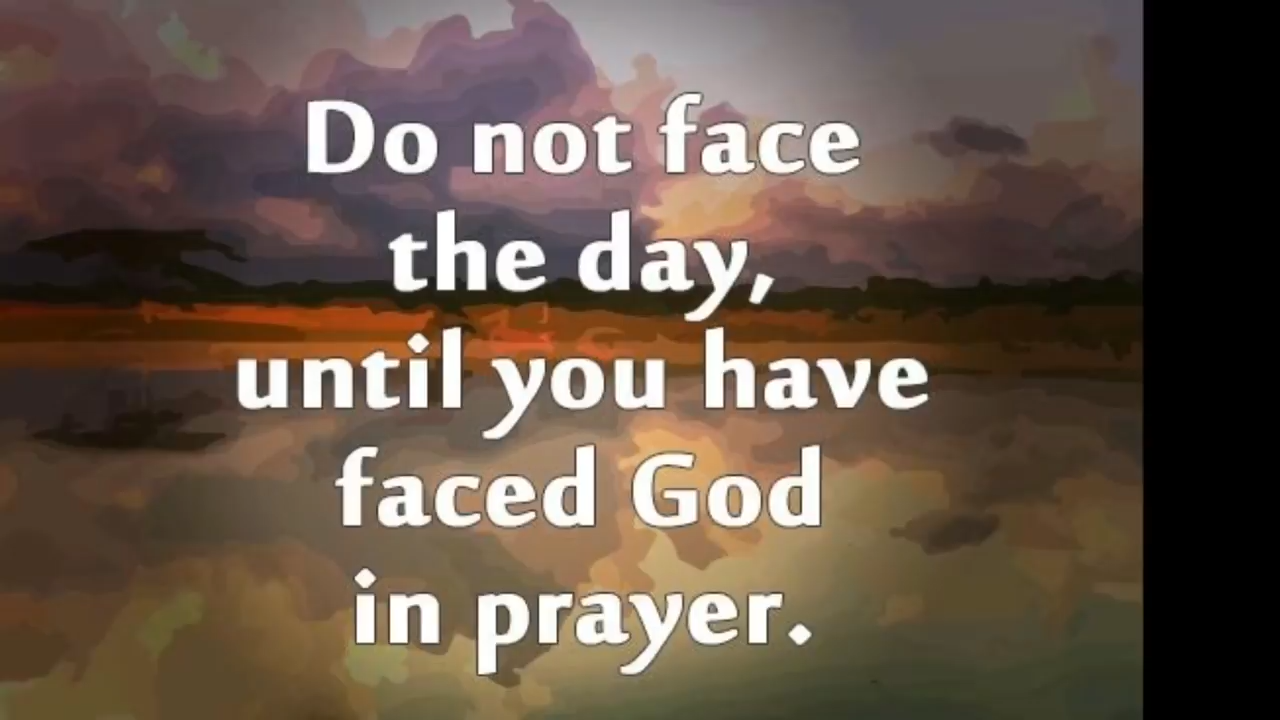 Do not face
the day,
until you have
faced God
in prayer.